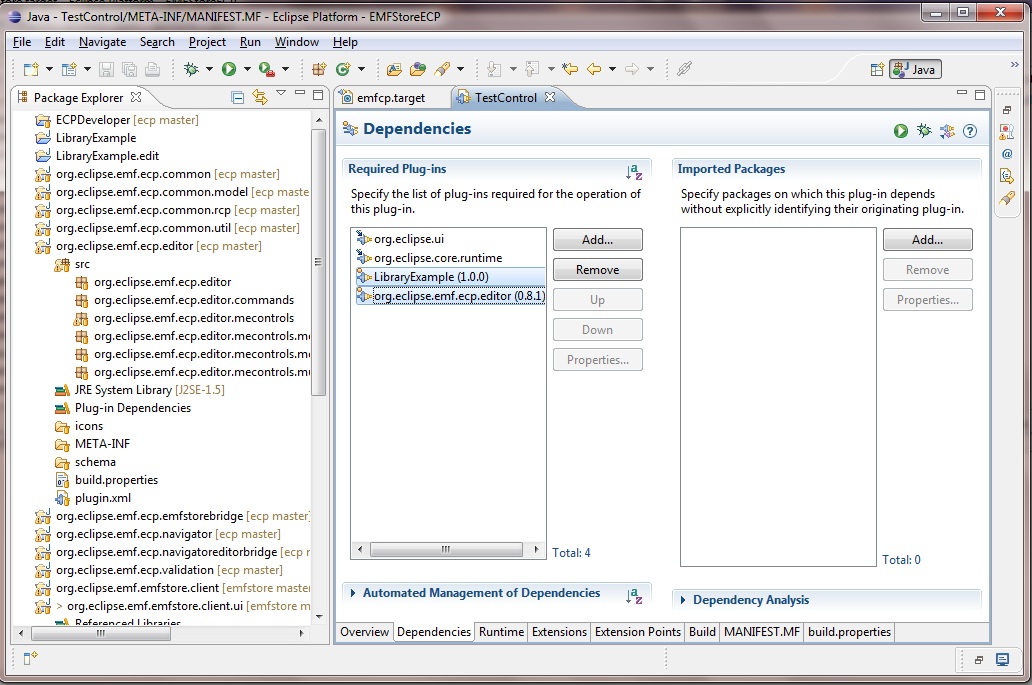 Java - TestControl/META-INF/MANIFEST.MF - Eclipse Platform - EMFStoreECP
File Edit Navigate Search Project Run Window Help
Java
Package Explorer
ECPDeveloper [ecp master]
LibraryExample
LibraryExample.edit
org.eclipse.emf.ecp.common [ecp master]
org.eclipse.emf.ecp.common.model [ecp maste
org.eclipse.emf.ecp.common.rcp [ecp master]
org.eclipse.emf.ecp.common.util [ecp master]
org.eclipse.emf.ecp.editor [ecp master]
src
org.eclipse.emf.ecp.editor
org.eclipse.emf.ecp.editor.commands
org.eclipse.emf.ecp.editor.mecontrols
org.eclipse.emf.ecp.editor.mecontrols.m
org.eclipse.emf.ecp.editor.mecontrols.m
org.eclipse.emf.ecp.editor.mecontrols.m
JRE System Library [J2SE-1.5]
Plug-in Dependencies
icons
META-INF
schema
build.properties
plugin.xml
org.eclipse.emf.ecp.emfstorebridge [ecp master]
org.eclipse.emf.ecp.navigator [ecp master]
org.eclipse.emf.ecp.navigatoreditorbridge [ecp r
org.eclipse.emf.ecp.validation [ecp master]
org.eclipse.emf.emfstore.client [emfstore master
> org.eclipse.emf.emfstore.client.ui [emfstore m
Referenced Libraries
emfcp.target
TestControl
Dependencies
Required Plug-ins
Specify the list of plug-ins required for the operation of
this plug-in.
org.eclipse.ui
org.eclipse.core.runtime
LibraryExample (1.0.0)
org.eclipse.emf.ecp.editor (0.8.1)
Add...
Remove
Up
Down
Properties...
Total: 4
Automated Management of Dependencies
Imported Packages
Specify packages on which this plug-in depends
without explicitly identifying their originating plug-in.
Add...
Remove
Properties...
Total: 0
Dependency Analysis
Overview Dependencies Runtime Extensions Extension Points Build MANIFEST.MF build.properties